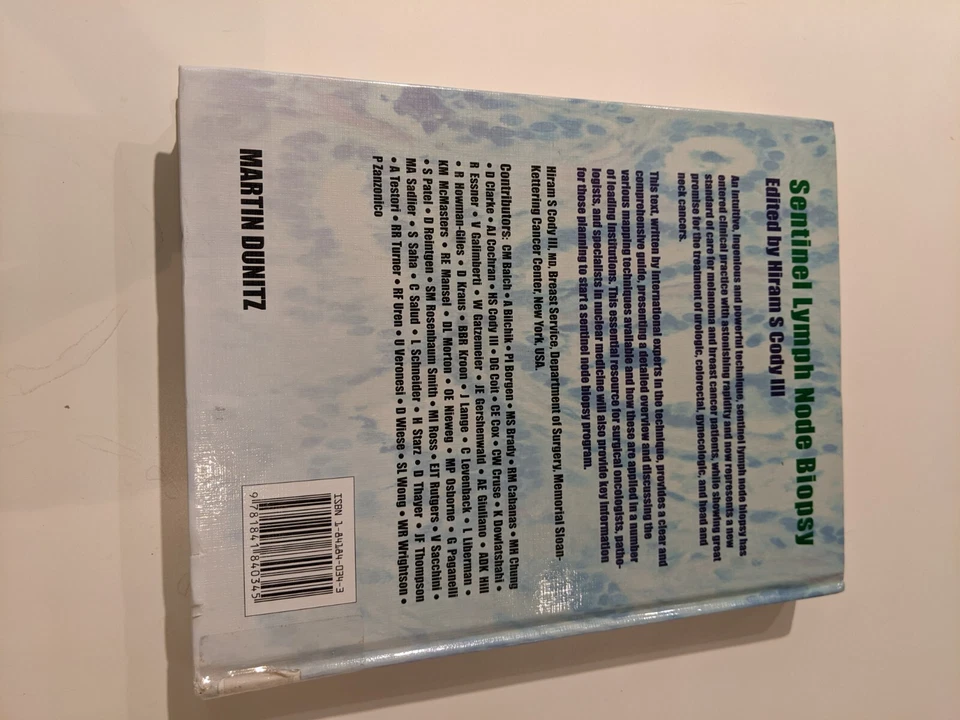 Sentinel Lymph Node Biopsy
Edited by Hiram S Cody III
An intuitive, ingenious and powerful technique, sentinel lymph node biopsy has
entered clinical practice with astonishing rapidity and now represents a new
standard of care for melanoma and breast cancer patients, while showing great
promise for the treatment of urologic, colorectal, gynecologic, and head and
neck cancers.
This text, written by international experts in the technique, provides a clear and
comprehensive guide, presenting a detailed overview and discussing the
various mapping techniques available and how these are applied in a number
of leading institutions. This essential resource for surgical oncologists, patho-
logists, and specialists in nuclear medicine will also provide key information
for those planning to start a sentinel node biopsy program.
Hiram S Cody III, MD, Breast Service, Department of Surgery, Memorial Sloan-
Kettering Cancer Center, New York, USA.
Contributors: CM Balch • A Bilchik • PI Borgen • MS Brady • RM Cabanas • MH Chung
• D Clarke • AJ Cochran • HS Cody III • DG Coit • CE Cox • CW Cruse • K Dowlatshahi •
R Essner • V Galimberti • W Gatzemeier • JE Gershenwald • AE Giuliano • ADK Hill
• R Howman-Giles • D Kraus • BBR Kroon • J Lange • C Levenback • L Liberman •
KM McMasters • RE Mansel • DL Morton • OE Nieweg • MP Osborne • G Paganelli
• S Patel • D Reintgen • SM Rosenbaum Smith • MI Ross • EJT Rutgers • V Sacchini •
MA Sadlier • S Saha • C Salud • L Schneider • H Starz • D Thayer • JF Thompson
• A Testori • RR Turner • RF Uren • U Veronesi • D Wiese • SL Wong • WR Wrightson •
P Zanzonico
MARTIN DUNITZ
ISBN 1-84184-034-3
9 781841 840345